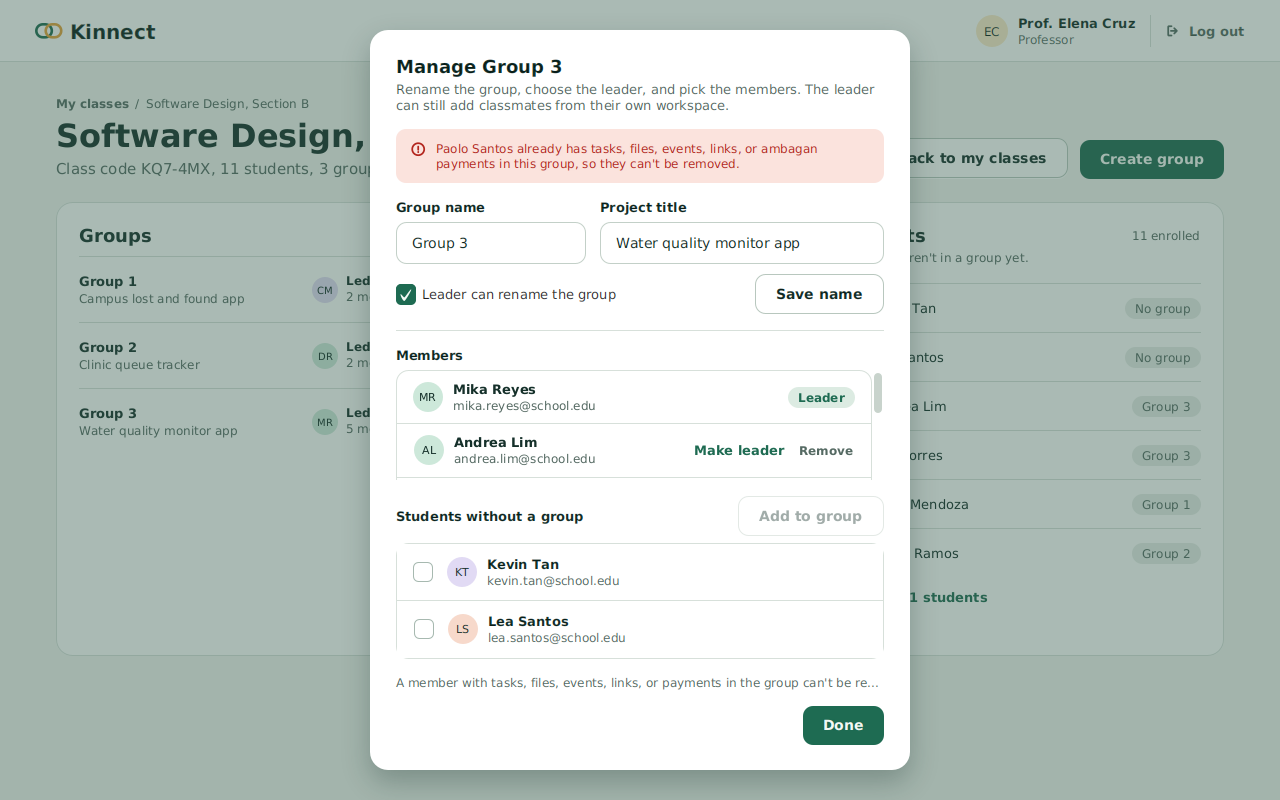 Kinnect
EC
Prof. Elena Cruz
Professor
Log out
My classes / Software Design, Section B
Software Design,
Class code KQ7-4MX, 11 students, 3 group
ack to my classes
Create group
Groups
Group 1
Campus lost and found app
CM
Led
2 m
Group 2
Clinic queue tracker
DR
Led
2 m
Group 3
Water quality monitor app
MR
Led
5 m
ts
11 enrolled
ren't in a group yet.
Tan
No group
antos
No group
a Lim
Group 3
orres
Group 3
Mendoza
Group 1
Ramos
Group 2
1 students
Manage Group 3
Rename the group, choose the leader, and pick the members. The leader
can still add classmates from their own workspace.
Paolo Santos already has tasks, files, events, links, or ambagan
payments in this group, so they can't be removed.
Group name
Project title
Group 3
Water quality monitor app
Leader can rename the group
Save name
Members
MR
Mika Reyes
mika.reyes@school.edu
Leader
AL
Andrea Lim
andrea.lim@school.edu
Make leader
Remove
Students without a group
Add to group
KT
Kevin Tan
kevin.tan@school.edu
LS
Lea Santos
lea.santos@school.edu
A member with tasks, files, events, links, or payments in the group can't be re...
Done